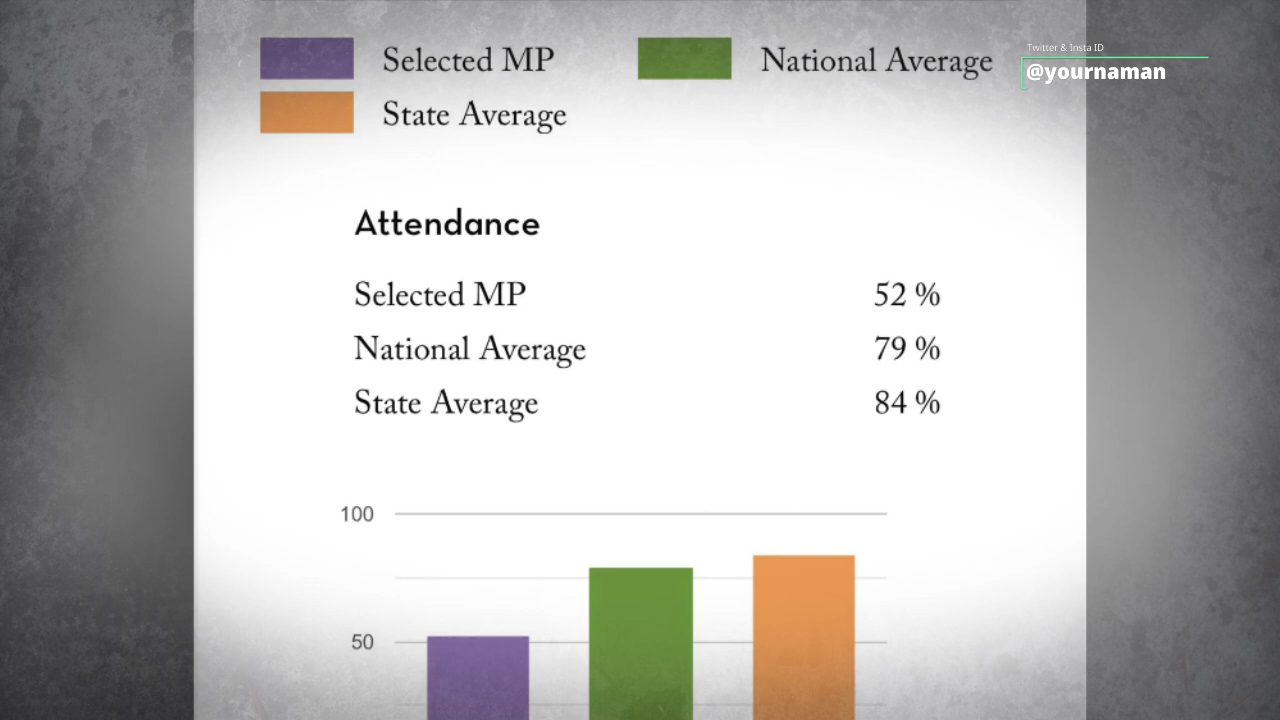 Selected MP
National Average
State Average
Twitter & Insta ID
@yournaman
Attendance
Selected MP 52 %
National Average 79 %
State Average 84 %
100
50